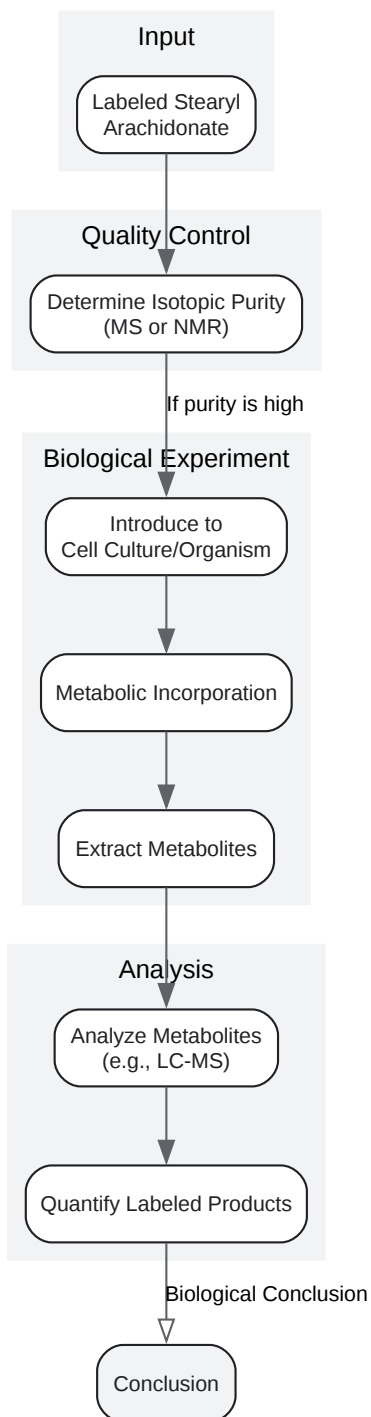 Input
Labeled Stearyl
Arachidonate
Quality Control
Determine Isotopic Purity
(MS or NMR)
If purity is high
Biological Experiment
Introduce to
Cell Culture/Organism
Metabolic Incorporation
Extract Metabolites
Analysis
Analyze Metabolites
(e.g., LC-MS)
Quantify Labeled Products
Biological Conclusion
Conclusion